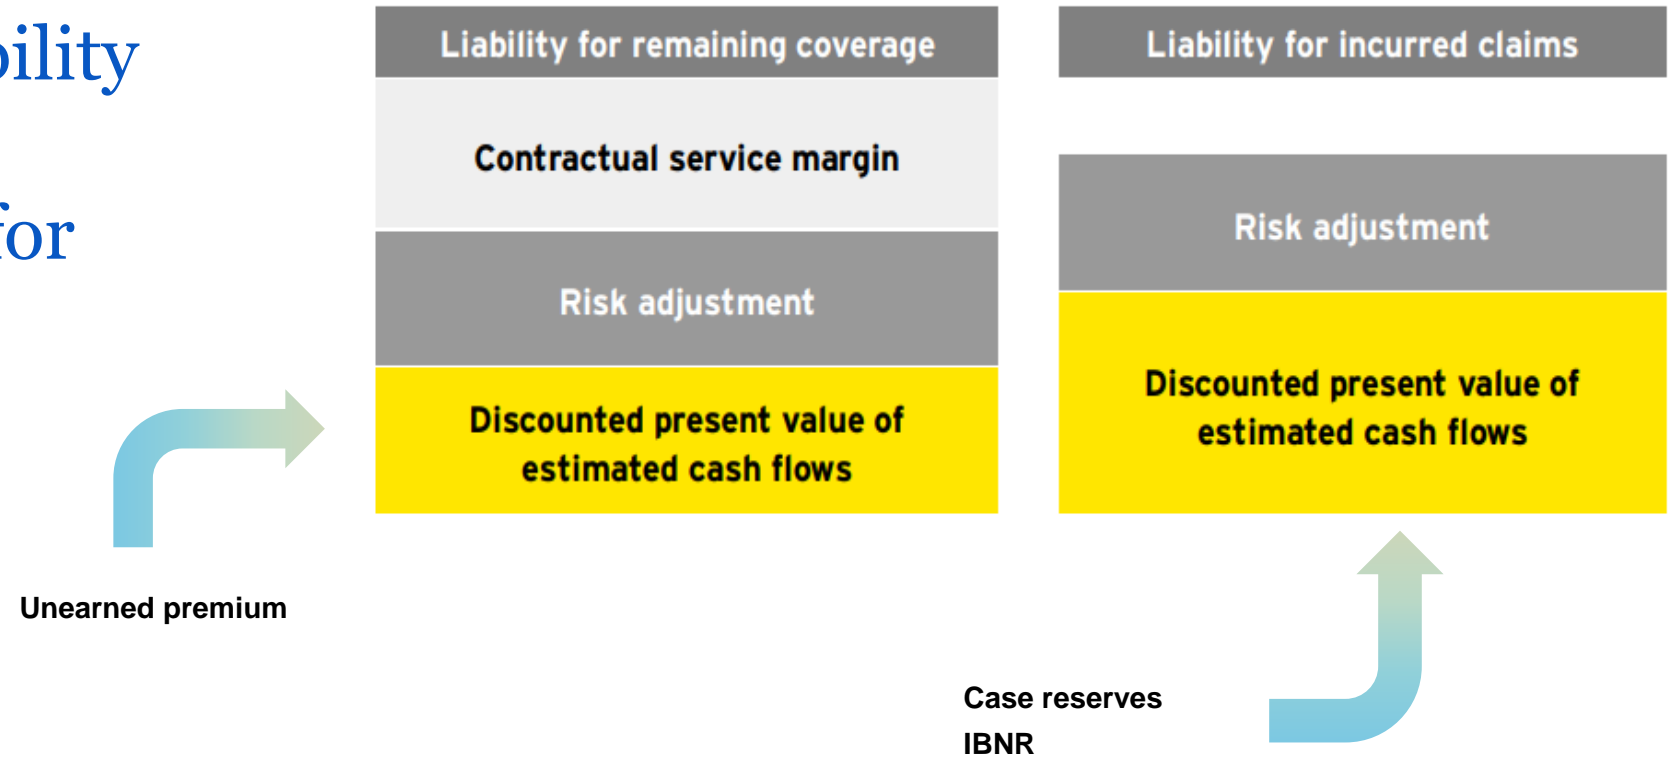 Liability for remaining coverage
Contractual service margin
Risk adjustment
Discounted present value of
estimated cash flows
Liability for incurred claims
Risk adjustment
Discounted present value of
estimated cash flows
for
Unearned premium
Case reserves
IBNR